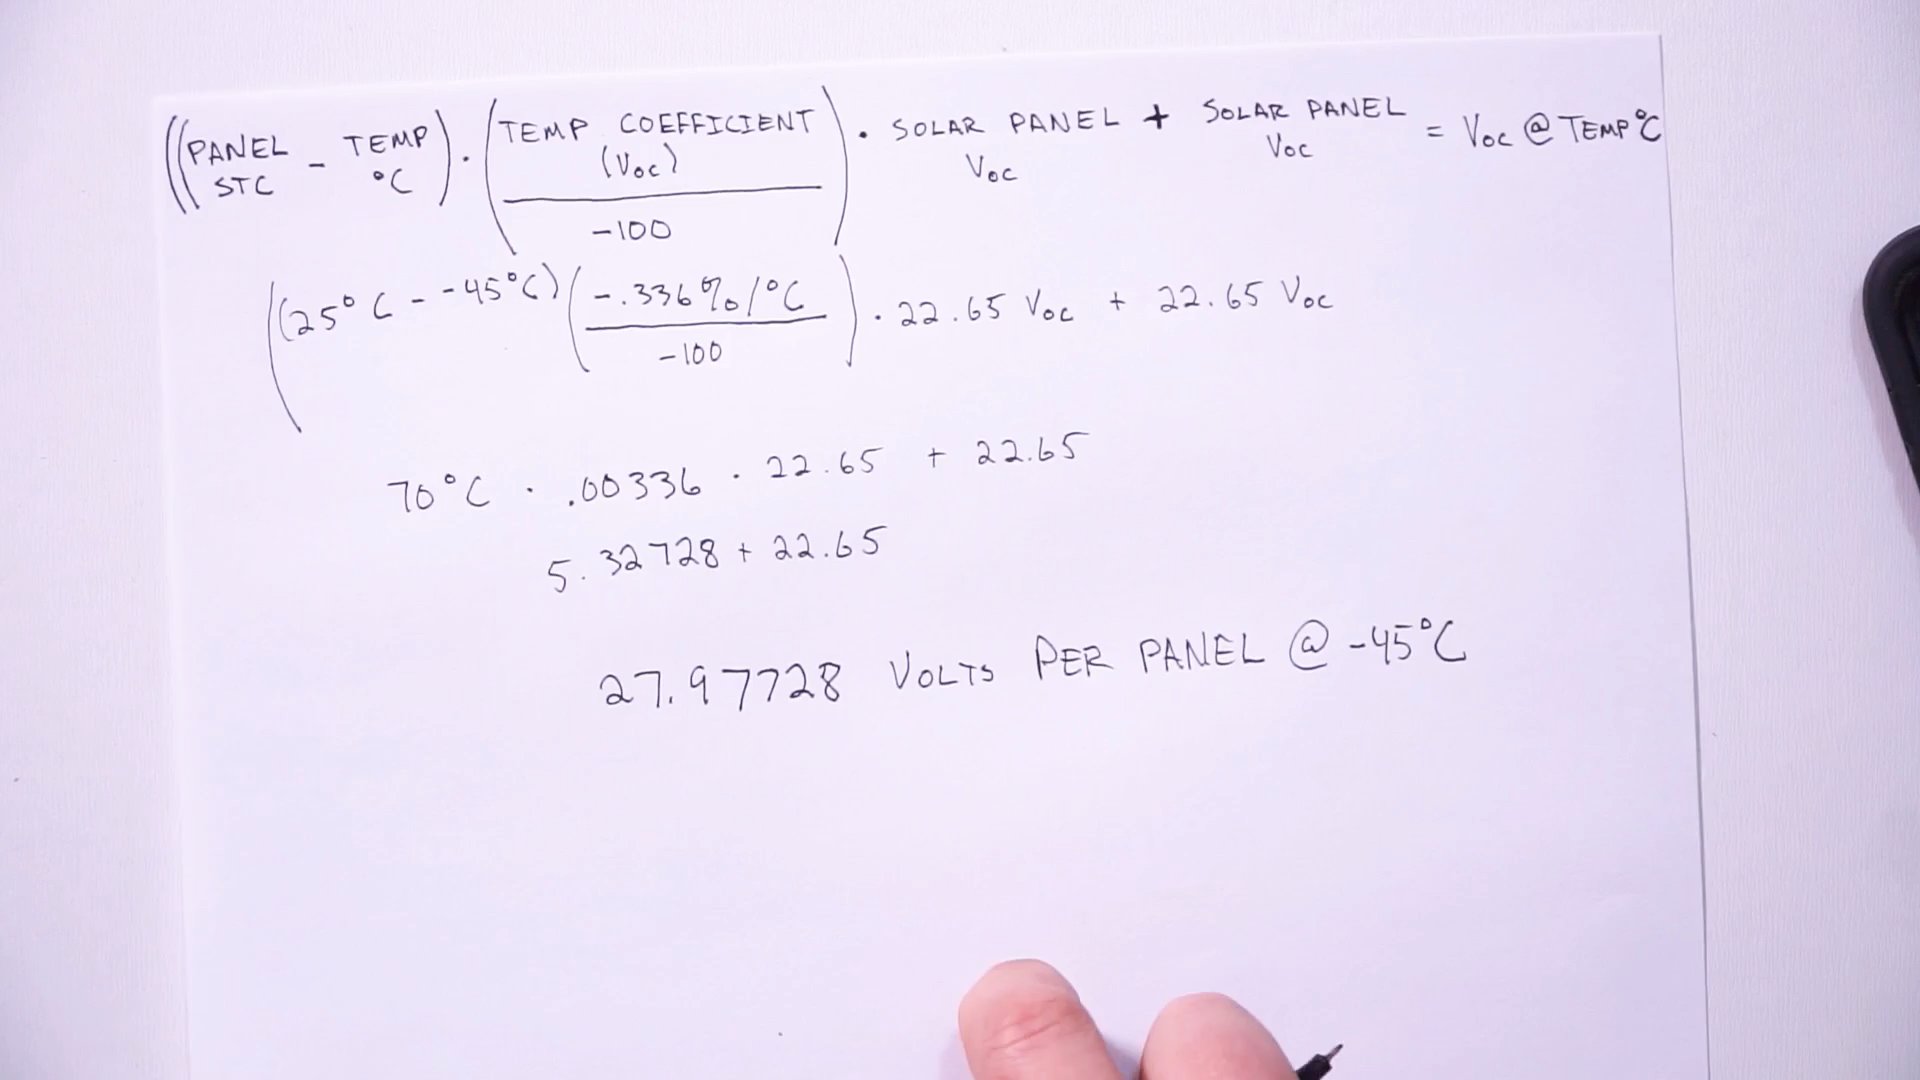 ((PANEL STC - TEMP °C) · (TEMP COEFFICIENT (Voc) / -100) · SOLAR PANEL Voc + SOLAR PANEL Voc = Voc @ TEMP °C
((25°C - -45°C) (-.336%/°C / -100) · 22.65 Voc + 22.65 Voc
70°C · .00336 · 22.65 + 22.65
5.32728 + 22.65
27.97728 VOLTS PER PANEL @ -45°C